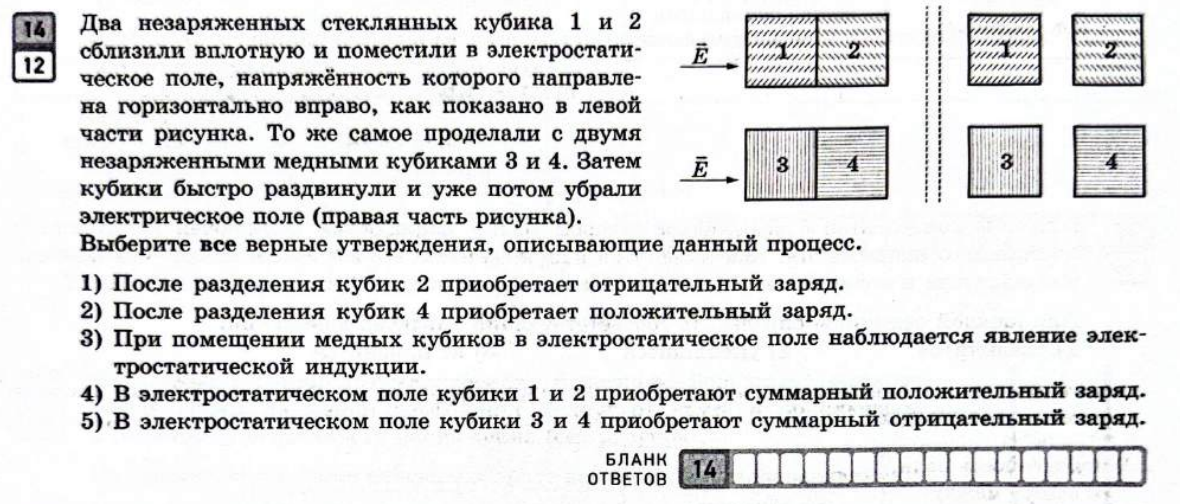 14
12
Два незаряженных стеклянных кубика 1 и 2
сблизили вплотную и поместили в электростати-
ческое поле, напряжённость которого направле-
на горизонтально вправо, как показано в левой
части рисунка. То же самое проделали с двумя
незаряженными медными кубиками 3 и 4. Затем
кубики быстро раздвинули и уже потом убрали
электрическое поле (правая часть рисунка).
Выберите все верные утверждения, описывающие данный процесс.
E⃗ 1 2 1 2
E⃗ 3 4 3 4
1) После разделения кубик 2 приобретает отрицательный заряд.
2) После разделения кубик 4 приобретает положительный заряд.
3) При помещении медных кубиков в электростатическое поле наблюдается явление элек-
тростатической индукции.
4) В электростатическом поле кубики 1 и 2 приобретают суммарный положительный заряд.
5) В электростатическом поле кубики 3 и 4 приобретают суммарный отрицательный заряд.
БЛАНК
ОТВЕТОВ
14